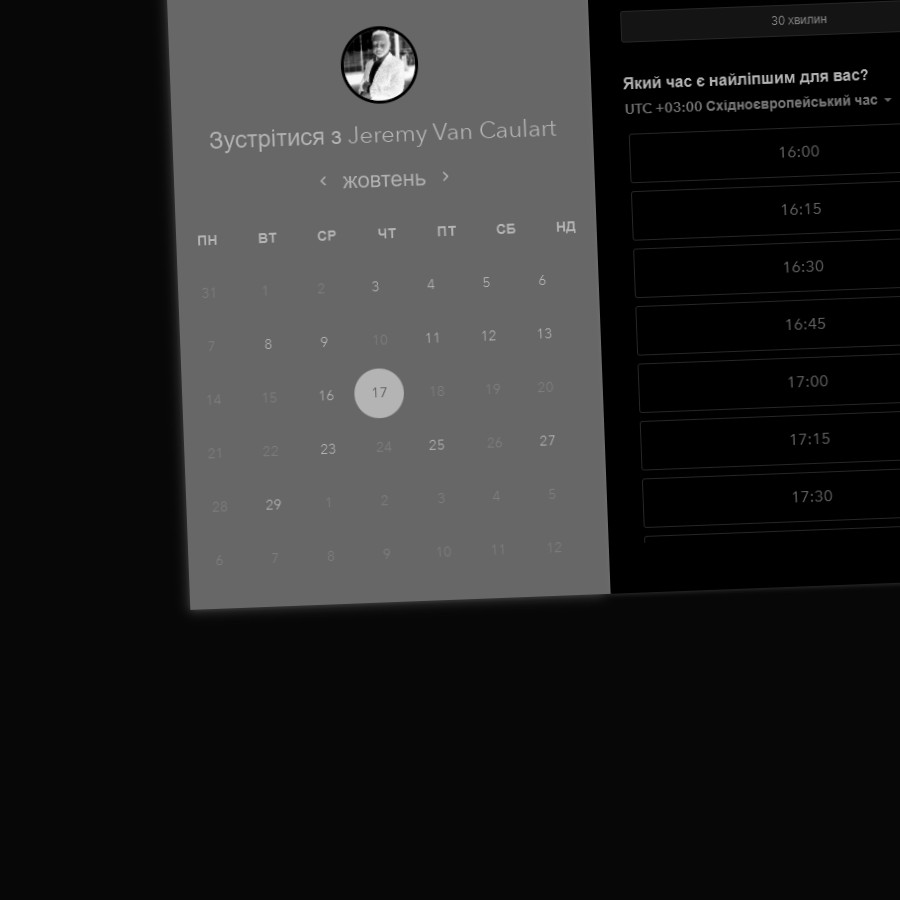 Зустрітися з Jeremy Van Caulart
жовтень
ПН ВТ СР ЧТ ПТ СБ НД
31 1 2 3 4 5 6
7 8 9 10 11 12 13
14 15 16 17 18 19 20
21 22 23 24 25 26 27
28 29 1 2 3 4 5
6 7 8 9 10 11 12
30 хвилин
Який час є найліпшим для вас?
UTC +03:00 Східноєвропейський час
16:00
16:15
16:30
16:45
17:00
17:15
17:30